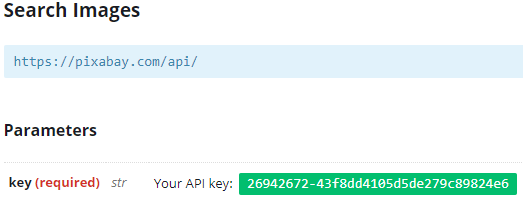 Search Images
https://pixabay.com/api/
Parameters
key (required) str Your API key: 26942672-43f8dd4105d5de279c89824e6